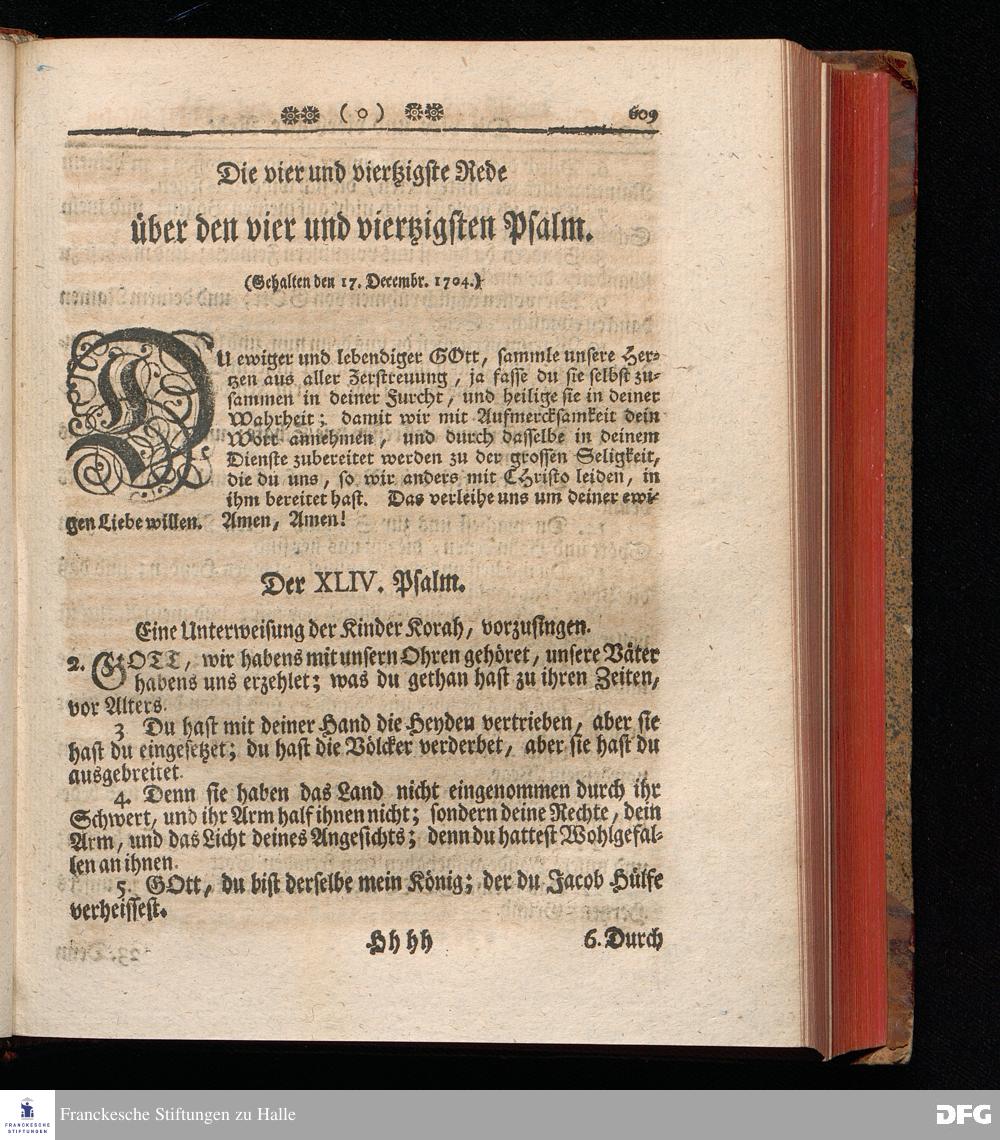 ( o ) 609
Die vier und viertzigste Rede
über den vier und viertzigsten Psalm.
(Gehalten den 17. Decembr. 1704.)
DU ewiger und lebendiger GOtt, sammle unsere Her-
tzen aus aller Zerstreuung, ja fasse du sie selbst zu-
sammen in deiner Furcht, und heilige sie in deiner
Wahrheit; damit wir mit Aufmercksamkeit dein
Wort annehmen, und durch dasselbe in deinem
Dienste zubereitet werden zu der grossen Seligkeit,
die du uns, so wir anders mit CHristo leiden, in
ihm bereitet hast. Das verleihe uns um deiner ewi-
gen Liebe willen. Amen, Amen!
Der XLIV. Psalm.
Eine Unterweisung der Kinder Korah, vorzusingen.
2. GOTT, wir habens mit unsern Ohren gehöret, unsere Väter
habens uns erzehlet; was du gethan hast zu ihren Zeiten,
vor Alters.
3 Du hast mit deiner Hand die Heyden vertrieben, aber sie
hast du eingesetzet; du hast die Völcker verderbet, aber sie hast du
ausgebreitet.
4. Denn sie haben das Land nicht eingenommen durch ihr
Schwert, und ihr Arm half ihnen nicht; sondern deine Rechte, dein
Arm, und das Licht deines Angesichts; denn du hattest Wohlgefal-
len an ihnen.
5. GOtt, du bist derselbe mein König; der du Jacob Hülfe
verheissest.
Hh hh 6. Durch
FRANCKESCHE
STIFTUNGEN
Franckesche Stiftungen zu Halle
DFG